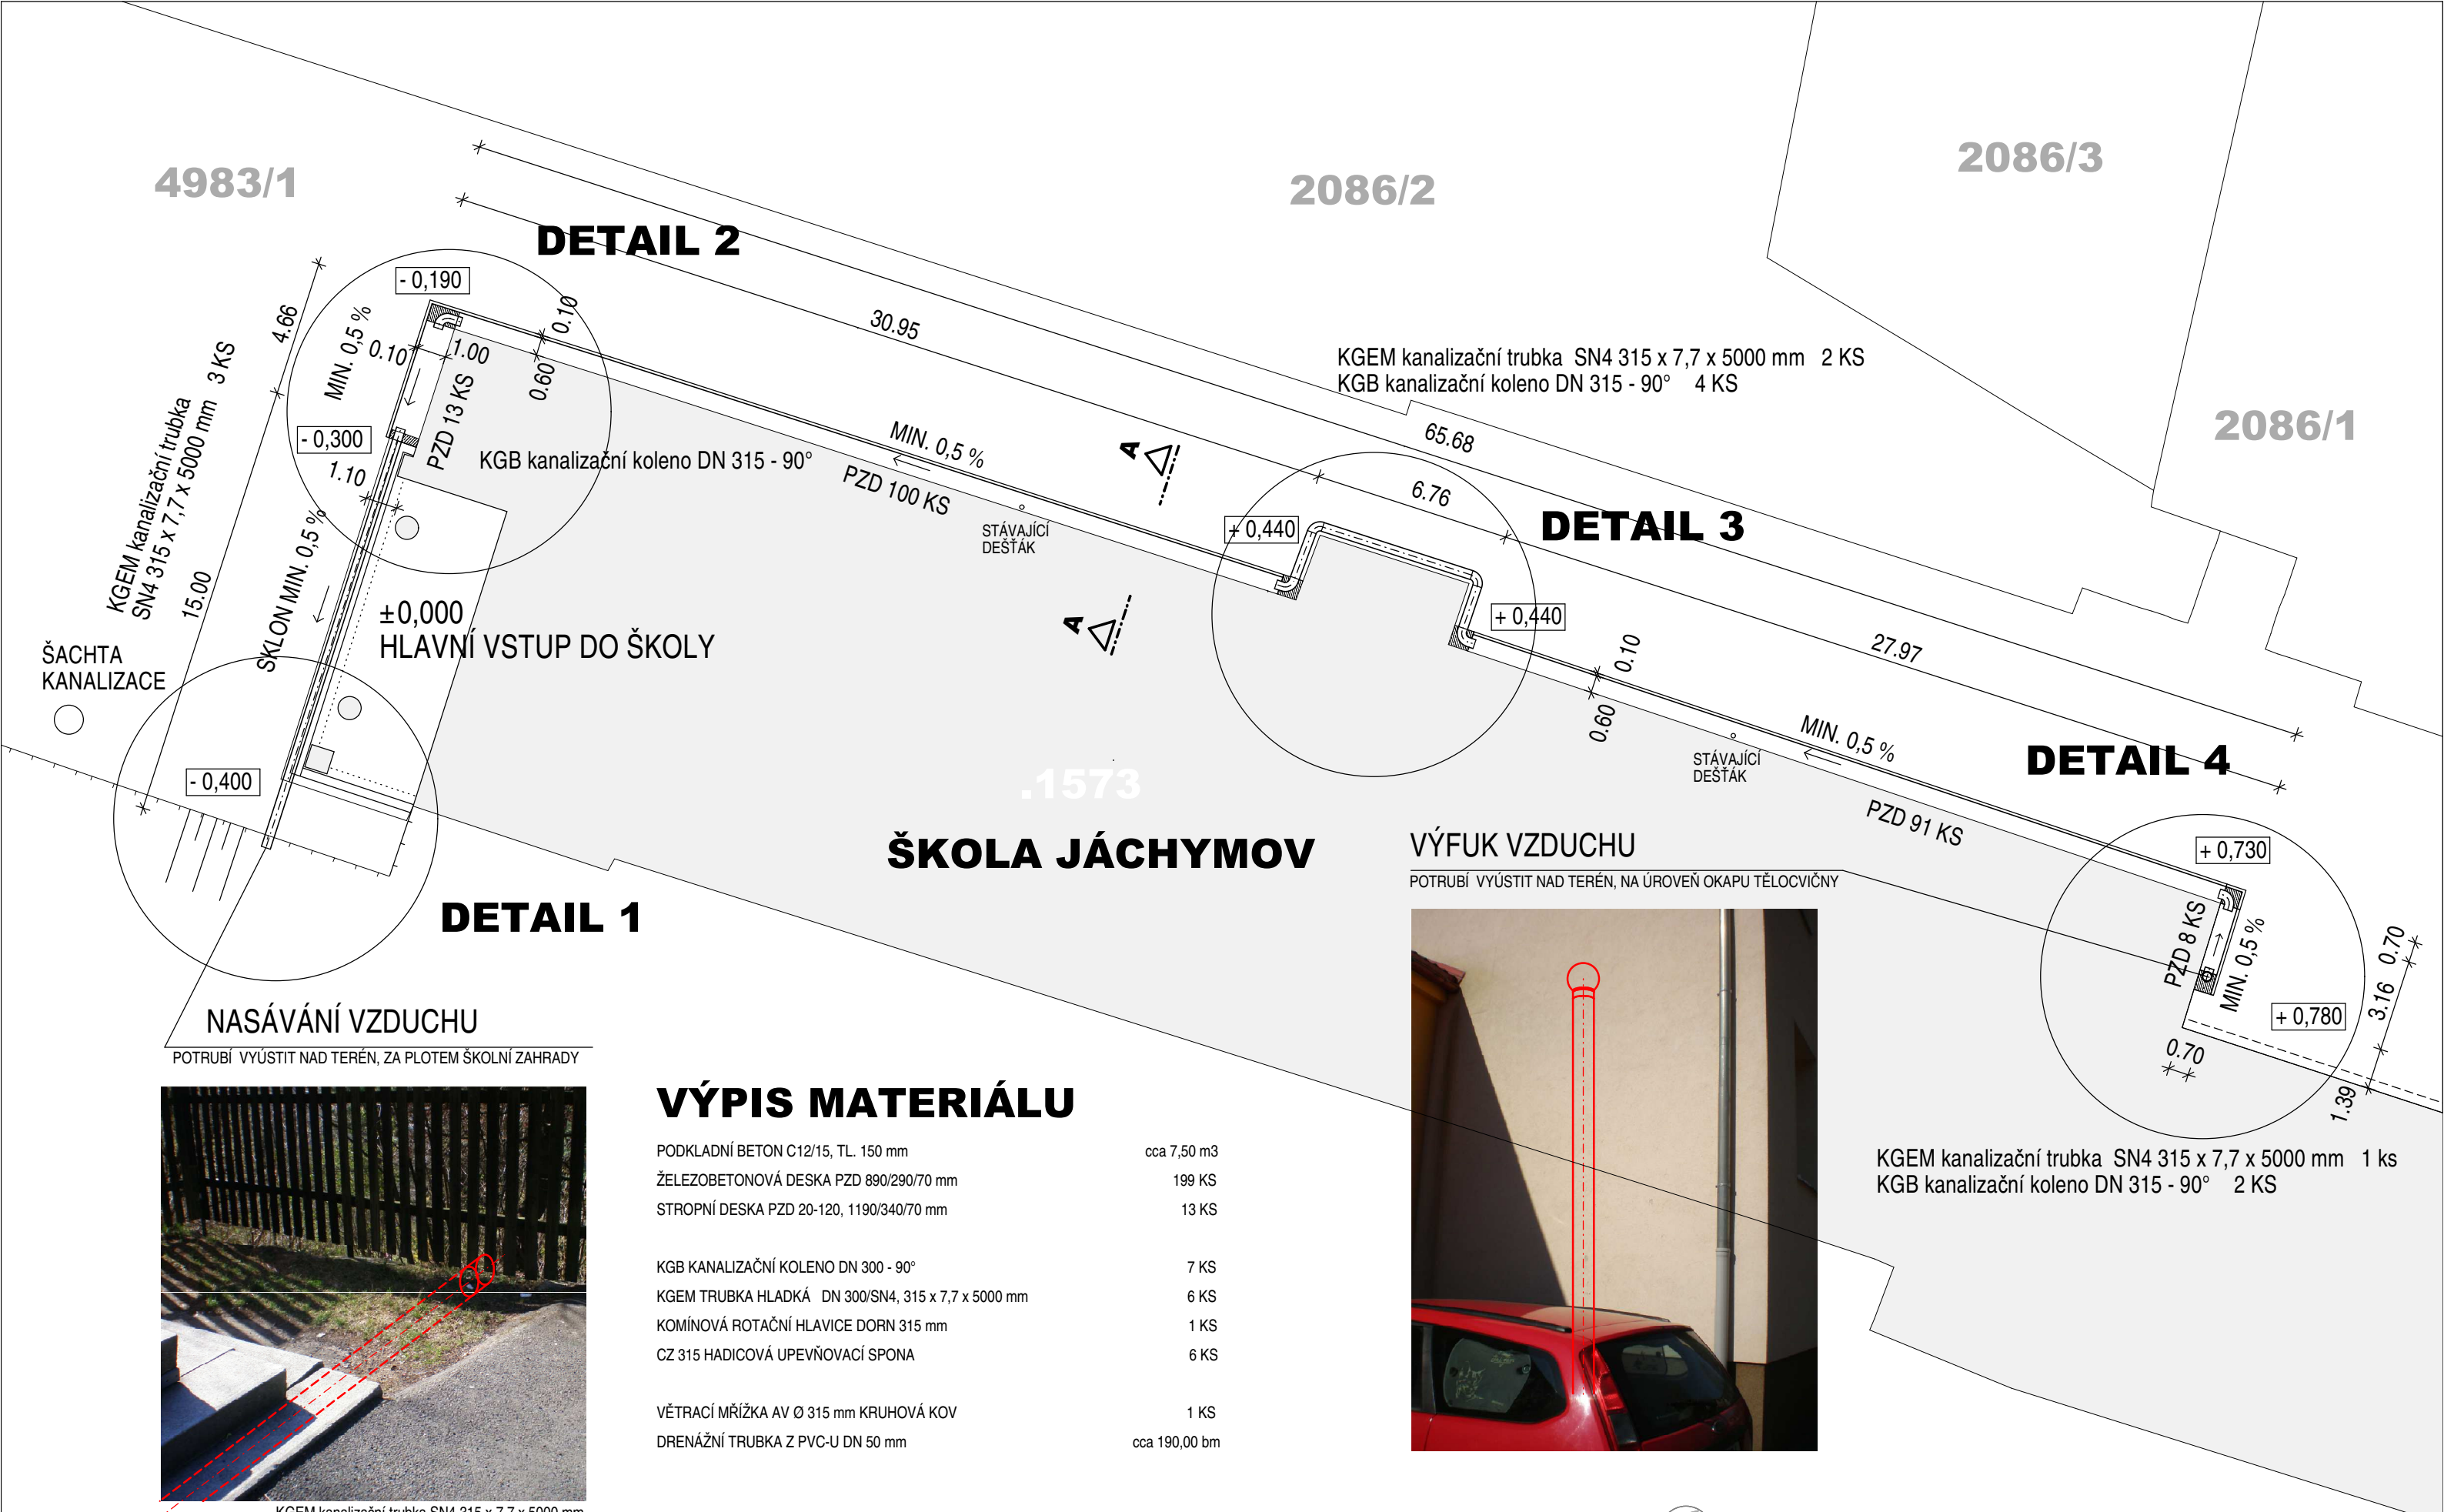 4983/1
2086/2
2086/3
2086/1
DETAIL 2
- 0,190
4.66
MIN. 0,5 %
0.10
1.00
0.10
0.60
30.95
65.68
KGEM kanalizační trubka
SN4 315 x 7,7 x 5000 mm 3 KS
PZD 13 KS
- 0,300
1.10
KGB kanalizační koleno DN 315 - 90°
KGEM kanalizační trubka SN4 315 x 7,7 x 5000 mm 2 KS
KGB kanalizační koleno DN 315 - 90° 4 KS
MIN. 0,5 %
PZD 100 KS
A
STÁVAJÍCÍ
DEŠŤÁK
6.76
+ 0,440
DETAIL 3
+ 0,440
15.00
SKLON MIN. 0,5 %
±0,000
HLAVNÍ VSTUP DO ŠKOLY
A
ŠACHTA
KANALIZACE
27.97
0.10
0.60
MIN. 0,5 %
STÁVAJÍCÍ
DEŠŤÁK
DETAIL 4
PZD 91 KS
- 0,400
.1573
ŠKOLA JÁCHYMOV
DETAIL 1
VÝFUK VZDUCHU
POTRUBÍ VYÚSTIT NAD TERÉN, NA ÚROVEŇ OKAPU TĚLOCVIČNY
+ 0,730
PZD 8 KS
MIN. 0,5 %
0.70
3.16
+ 0,780
0.70
1.39
NASÁVÁNÍ VZDUCHU
POTRUBÍ VYÚSTIT NAD TERÉN, ZA PLOTEM ŠKOLNÍ ZAHRADY
KGEM kanalizační trubka SN4 315 x 7,7 x 5000 mm 1 ks
KGB kanalizační koleno DN 315 - 90° 2 KS
VÝPIS MATERIÁLU
PODKLADNÍ BETON C12/15, TL. 150 mm cca 7,50 m3
ŽELEZOBETONOVÁ DESKA PZD 890/290/70 mm 199 KS
STROPNÍ DESKA PZD 20-120, 1190/340/70 mm 13 KS
KGB KANALIZAČNÍ KOLENO DN 300 - 90° 7 KS
KGEM TRUBKA HLADKÁ DN 300/SN4, 315 x 7,7 x 5000 mm 6 KS
KOMÍNOVÁ ROTAČNÍ HLAVICE DORN 315 mm 1 KS
CZ 315 HADICOVÁ UPEVŇOVACÍ SPONA 6 KS
VĚTRACÍ MŘÍŽKA AV Ø 315 mm KRUHOVÁ KOV 1 KS
DRENÁŽNÍ TRUBKA Z PVC-U DN 50 mm cca 190,00 bm
KGEM kanalizační trubka SN4 315 x 7,7 x 5000 mm